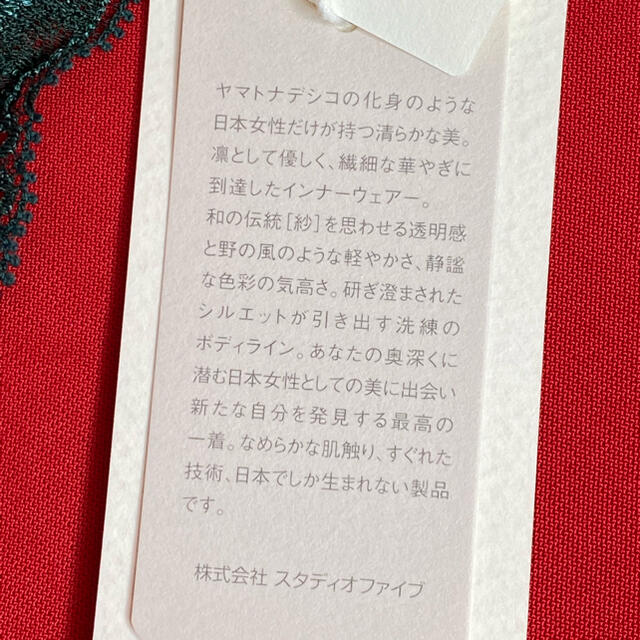 ヤマトナデシコの化身のような
日本女性だけが持つ清らかな美。
凛として優しく、繊細な華やぎに
到達したインナーウェアー。
和の伝統[紗]を思わせる透明感
と野の風のような軽やかさ、静謐
な色彩の気高さ。研ぎ澄まされた
シルエットが引き出す洗練の
ボディライン。あなたの奥深くに
潜む日本女性としての美に出会い
新たな自分を発見する最高の
一着。なめらかな肌触り、すぐれた
技術、日本でしか生まれない製品
です。
株式会社 スタディオファイブ